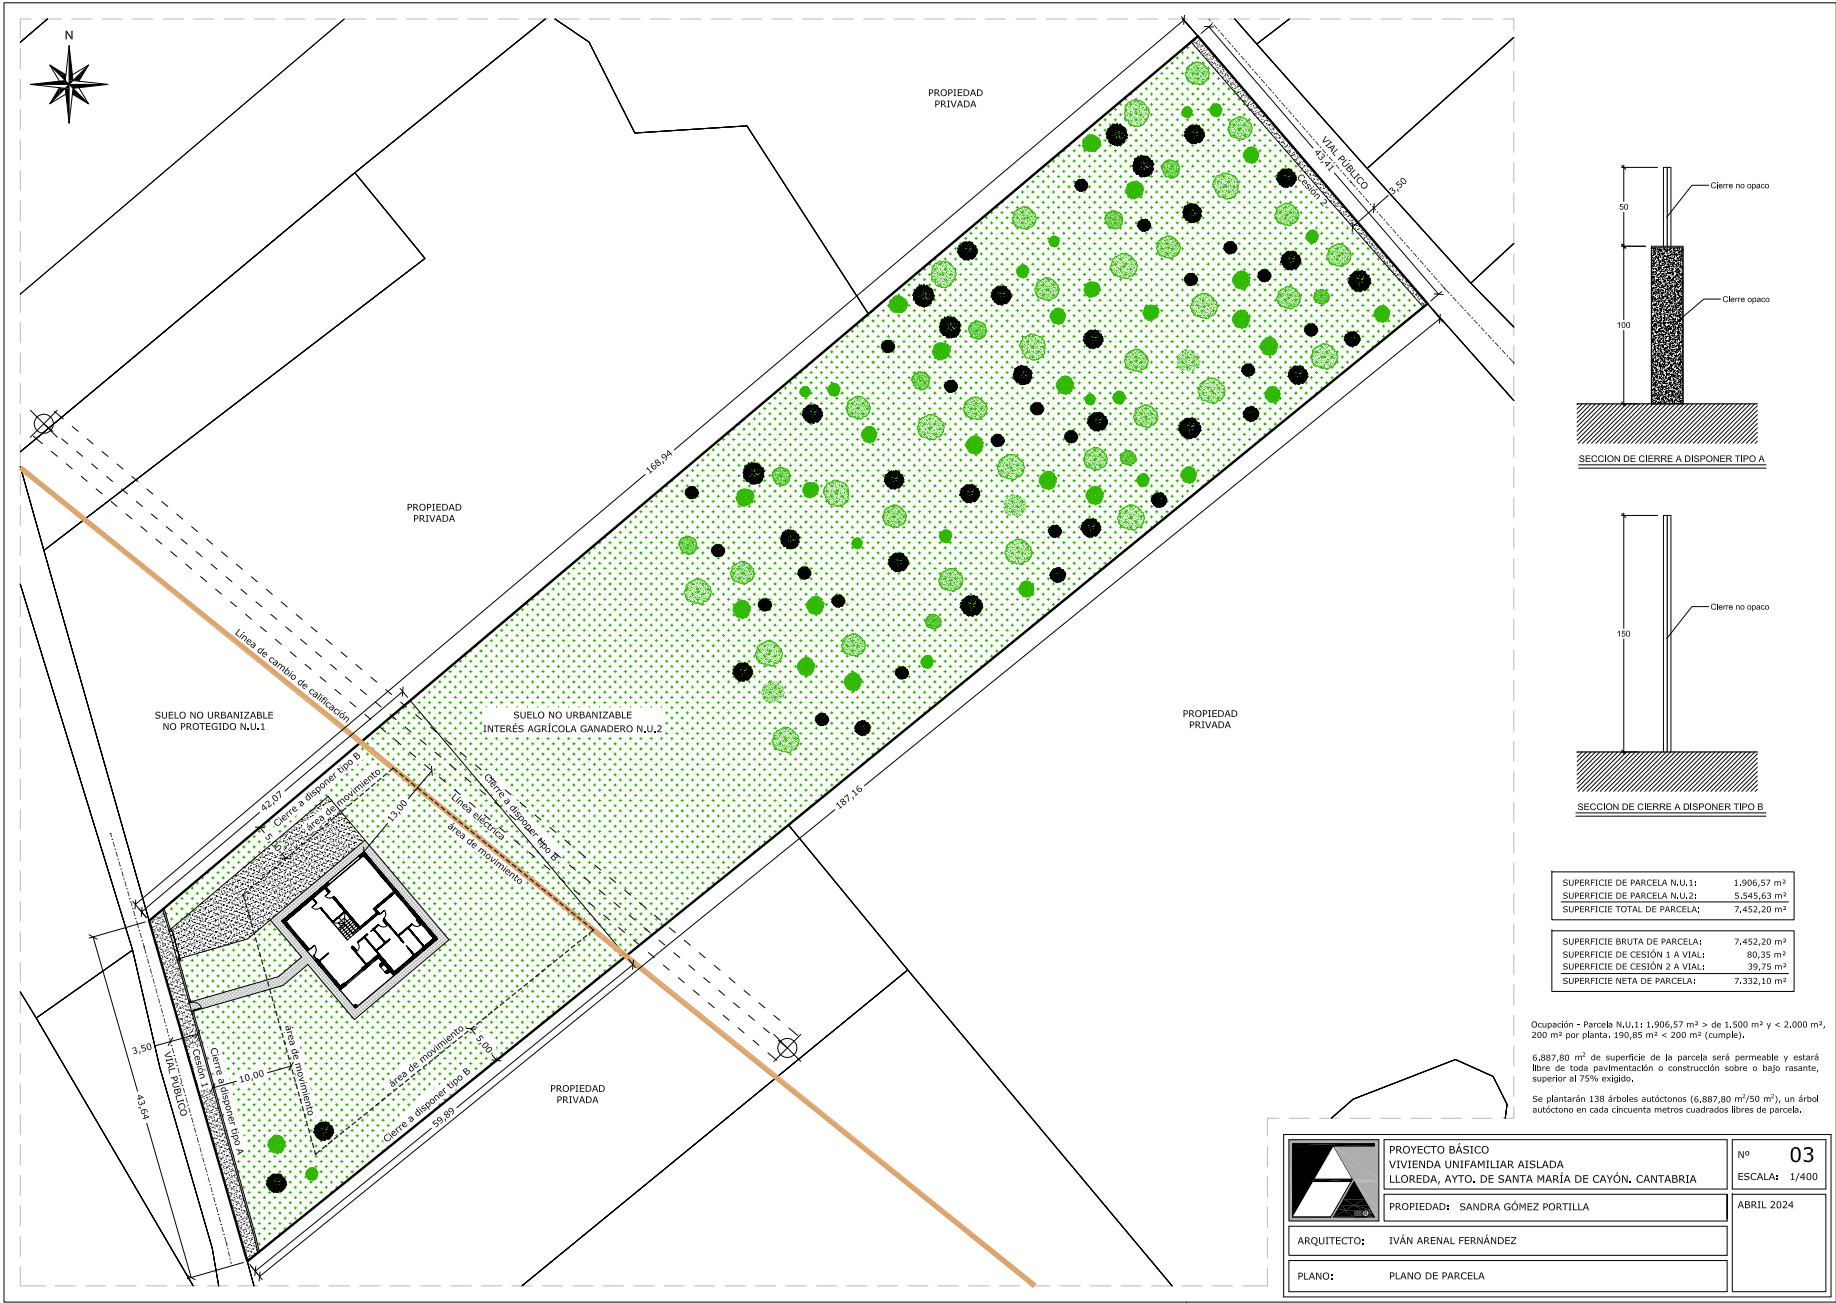 N
PROPIEDAD
PRIVADA
VIAL PÚBLICO
43,41
Cesión 2
3,50
168,94
PROPIEDAD
PRIVADA
Línea de cambio de calificación
SUELO NO URBANIZABLE
NO PROTEGIDO N.U.1
SUELO NO URBANIZABLE
INTERÉS AGRÍCOLA GANADERO N.U.2
PROPIEDAD
PRIVADA
42,07
Cierre a disponer tipo B
área de movimiento
13,00
Línea eléctrica
Cierre a disponer tipo B
área de movimiento
187,16
3,50
VIAL PÚBLICO
Cesión 1
Cierre a disponer tipo A
10,00
área de movimiento
43,64
área de movimiento
5,00
Cierre a disponer tipo B
59,89
PROPIEDAD
PRIVADA
50
Cierre no opaco
100
Cierre opaco
SECCION DE CIERRE A DISPONER TIPO A
150
Cierre no opaco
SECCION DE CIERRE A DISPONER TIPO B
SUPERFICIE DE PARCELA N.U.1: 1.906,57 m²
SUPERFICIE DE PARCELA N.U.2: 5.545,63 m²
SUPERFICIE TOTAL DE PARCELA: 7,452,20 m²
SUPERFICIE BRUTA DE PARCELA: 7.452,20 m²
SUPERFICIE DE CESIÓN 1 A VIAL: 80,35 m²
SUPERFICIE DE CESIÓN 2 A VIAL: 39,75 m²
SUPERFICIE NETA DE PARCELA: 7.332,10 m²
Ocupación - Parcela N.U.1: 1.906,57 m² > de 1.500 m² y < 2.000 m²,
200 m² por planta. 190,85 m² < 200 m² (cumple).
6.887,80 m² de superficie de la parcela será permeable y estará
libre de toda pavimentación o construcción sobre o bajo rasante,
superior al 75% exigido.
Se plantarán 138 árboles autóctonos (6.887,80 m²/50 m²), un árbol
autóctono en cada cincuenta metros cuadrados libres de parcela.
PROYECTO BÁSICO
VIVIENDA UNIFAMILIAR AISLADA
LLOREDA, AYTO. DE SANTA MARÍA DE CAYÓN. CANTABRIA
Nº 03
ESCALA: 1/400
PROPIEDAD: SANDRA GÓMEZ PORTILLA
ABRIL 2024
ARQUITECTO: IVÁN ARENAL FERNÁNDEZ
PLANO: PLANO DE PARCELA